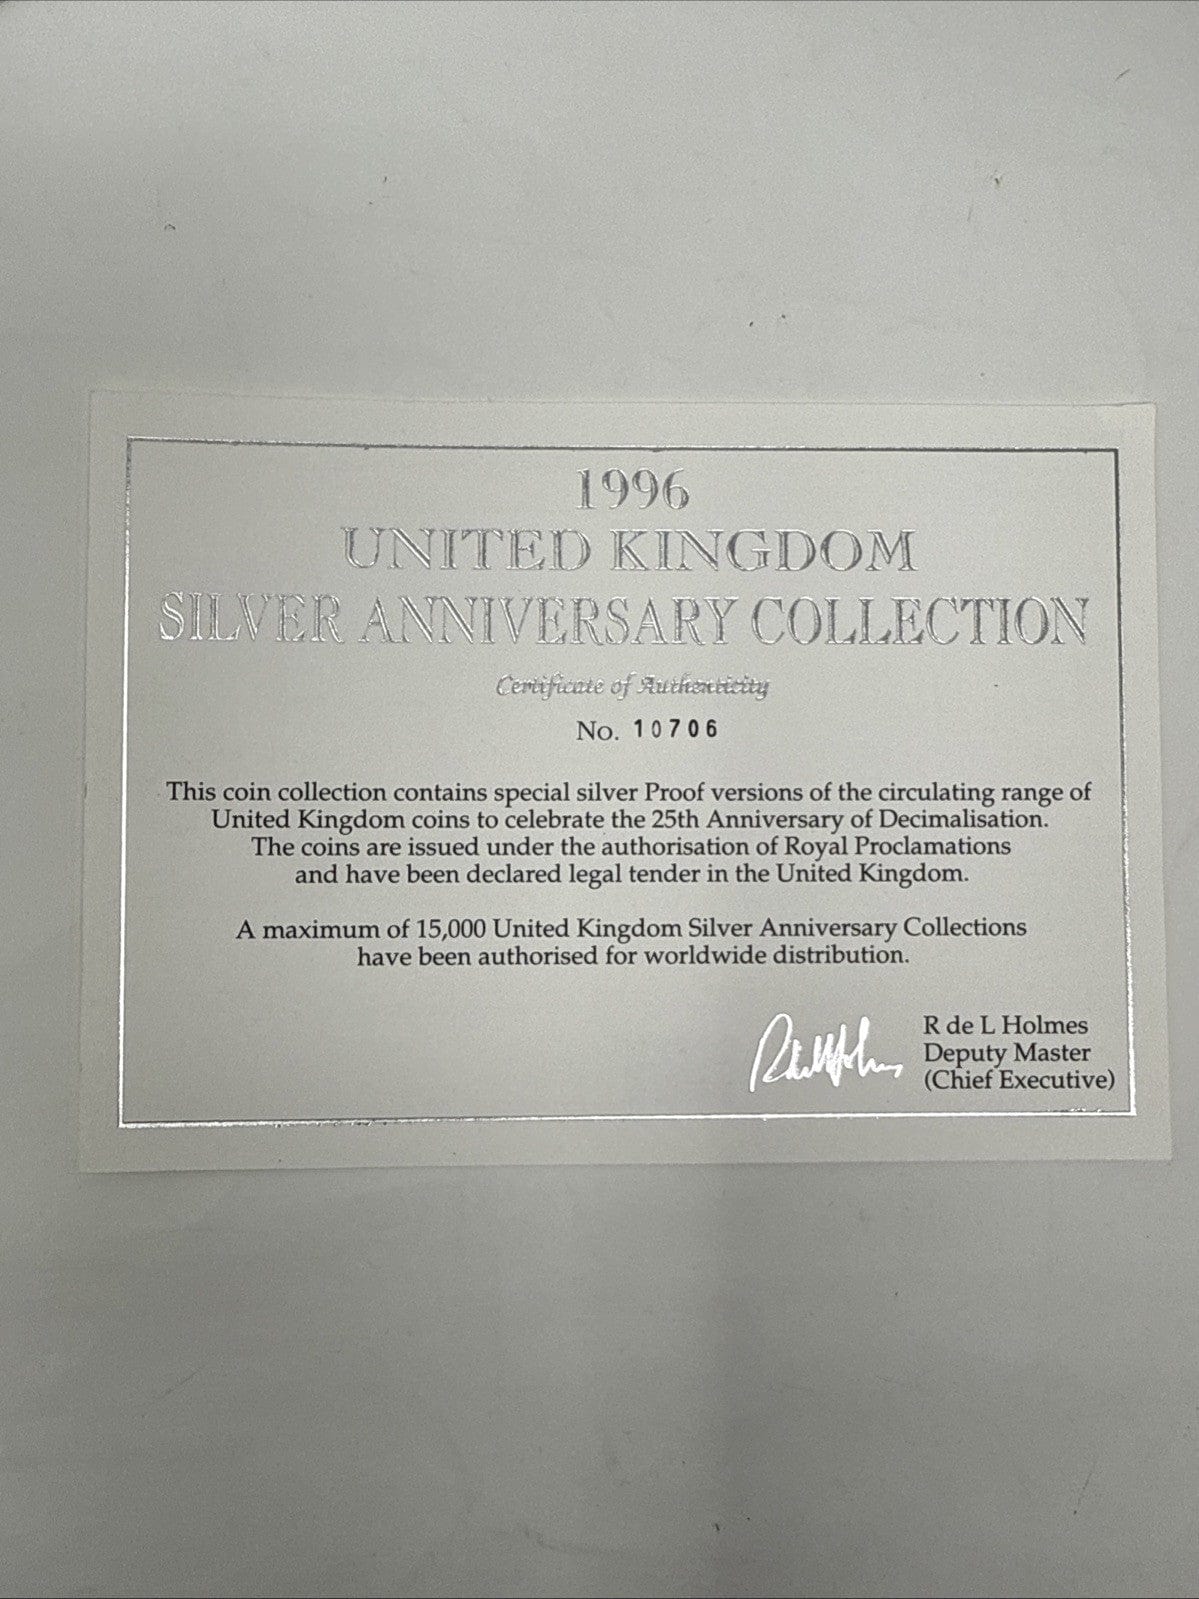 1996
UNITED KINGDOM
SILVER ANNIVERSARY COLLECTION
Certificate of Authenticity
No. 10706
This coin collection contains special silver Proof versions of the circulating range of
United Kingdom coins to celebrate the 25th Anniversary of Decimalisation.
The coins are issued under the authorisation of Royal Proclamations
and have been declared legal tender in the United Kingdom.
A maximum of 15,000 United Kingdom Silver Anniversary Collections
have been authorised for worldwide distribution.
R de L Holmes
Deputy Master
(Chief Executive)